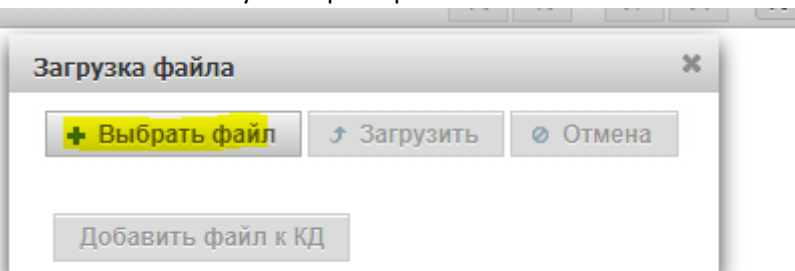 Загрузка файла
Выбрать файл Загрузить Отмена
Добавить файл к КД